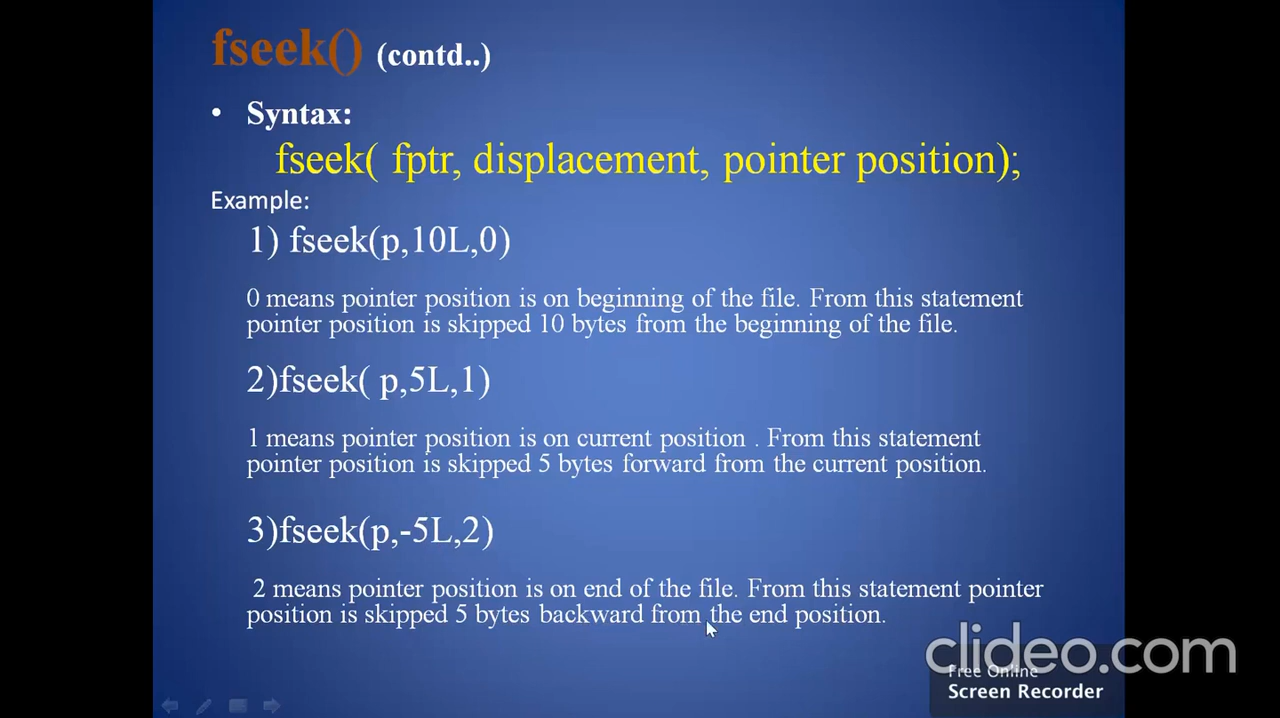 fseek() (contd..)
• Syntax:
fseek( fptr, displacement, pointer position);
Example:
1) fseek(p,10L,0)
0 means pointer position is on beginning of the file. From this statement
pointer position is skipped 10 bytes from the beginning of the file.
2)fseek( p,5L,1)
1 means pointer position is on current position . From this statement
pointer position is skipped 5 bytes forward from the current position.
3)fseek(p,-5L,2)
2 means pointer position is on end of the file. From this statement pointer
position is skipped 5 bytes backward from the end position.
clideo.com
Free Online
Screen Recorder